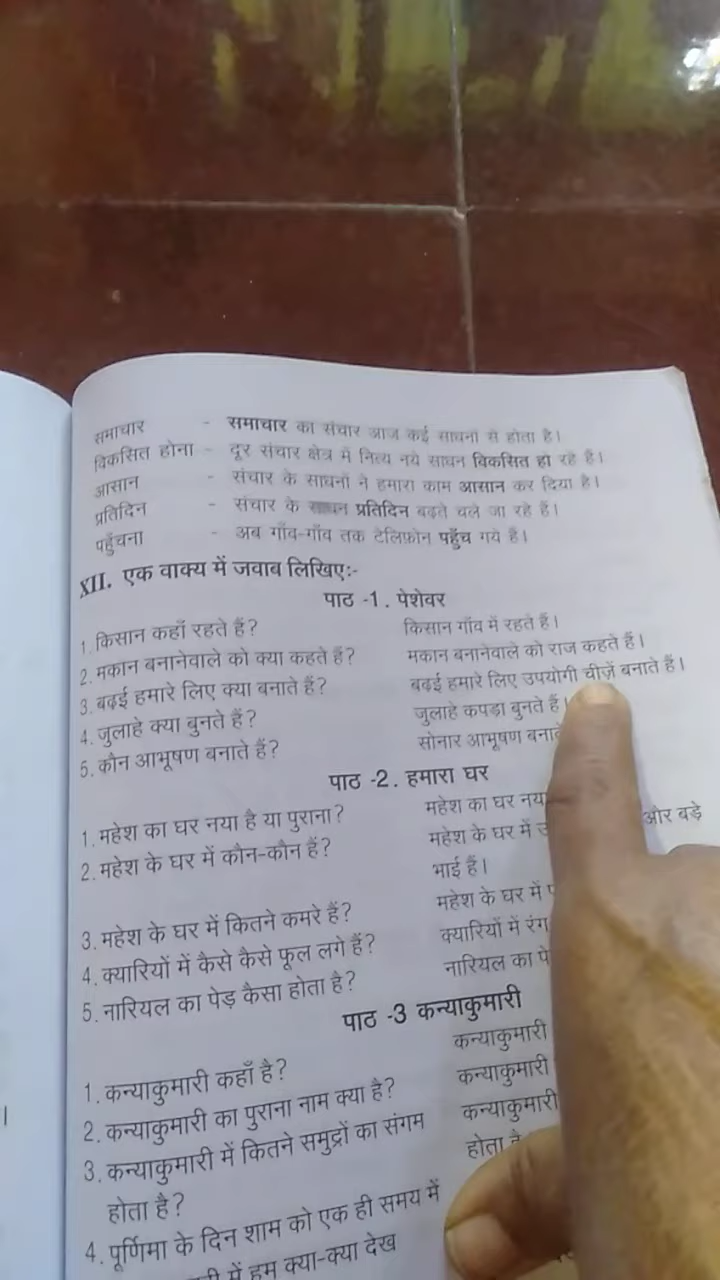 समाचार - समाचार का संचार आज कई साधनों से होता है।
विकसित होना - दूर संचार क्षेत्र में नित्य नये साधन विकसित हो रहे हैं।
आसान - संचार के साधनों ने हमारा काम आसान कर दिया है।
प्रतिदिन - संचार के साधन प्रतिदिन बढ़ते चले जा रहे हैं।
पहुँचना - अब गाँव-गाँव तक टेलिफ़ोन पहुँच गये हैं।
XII. एक वाक्य में जवाब लिखिए:-
पाठ -1. पेशेवर
1. किसान कहाँ रहते हैं? किसान गाँव में रहते हैं।
2. मकान बनानेवाले को क्या कहते हैं? मकान बनानेवाले को राज कहते हैं।
3. बढ़ई हमारे लिए क्या बनाते हैं? बढ़ई हमारे लिए उपयोगी चीज़ें बनाते हैं।
4. जुलाहे क्या बुनते हैं? जुलाहे कपड़ा बुनते हैं।
5. कौन आभूषण बनाते हैं? सोनार आभूषण
पाठ -2. हमारा घर
1. महेश का घर नया है या पुराना? महेश का घर
2. महेश के घर में कौन-कौन हैं? महेश के घर में और बड़े
भाई हैं।
3. महेश के घर में कितने कमरे हैं? महेश के घर में
4. क्यारियों में कैसे कैसे फूल लगे हैं? क्यारियों में रंग
5. नारियल का पेड़ कैसा होता है? नारियल का
पाठ -3 कन्याकुमारी
1. कन्याकुमारी कहाँ है? कन्याकुमारी
2. कन्याकुमारी का पुराना नाम क्या है? कन्याकुमारी
3. कन्याकुमारी में कितने समुद्रों का संगम कन्याकुमारी
होता है? होता
4. पूर्णिमा के दिन शाम को एक ही समय में
में हम क्या-क्या देख